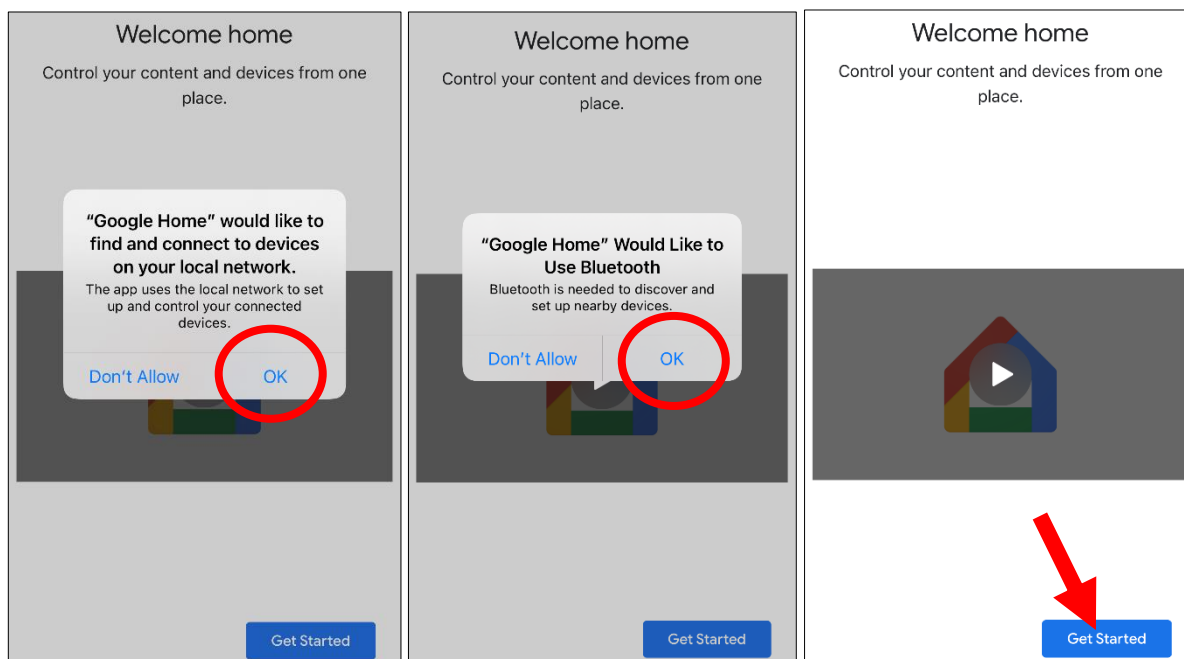 Welcome home
Control your content and devices from one
place.
“Google Home” would like to
find and connect to devices
on your local network.
The app uses the local network to set
up and control your connected
devices.
Don’t Allow
OK
Get Started
Welcome home
Control your content and devices from one
place.
“Google Home” Would Like to
Use Bluetooth
Bluetooth is needed to discover and
set up nearby devices.
Don’t Allow
OK
Get Started
Welcome home
Control your content and devices from one
place.
Get Started